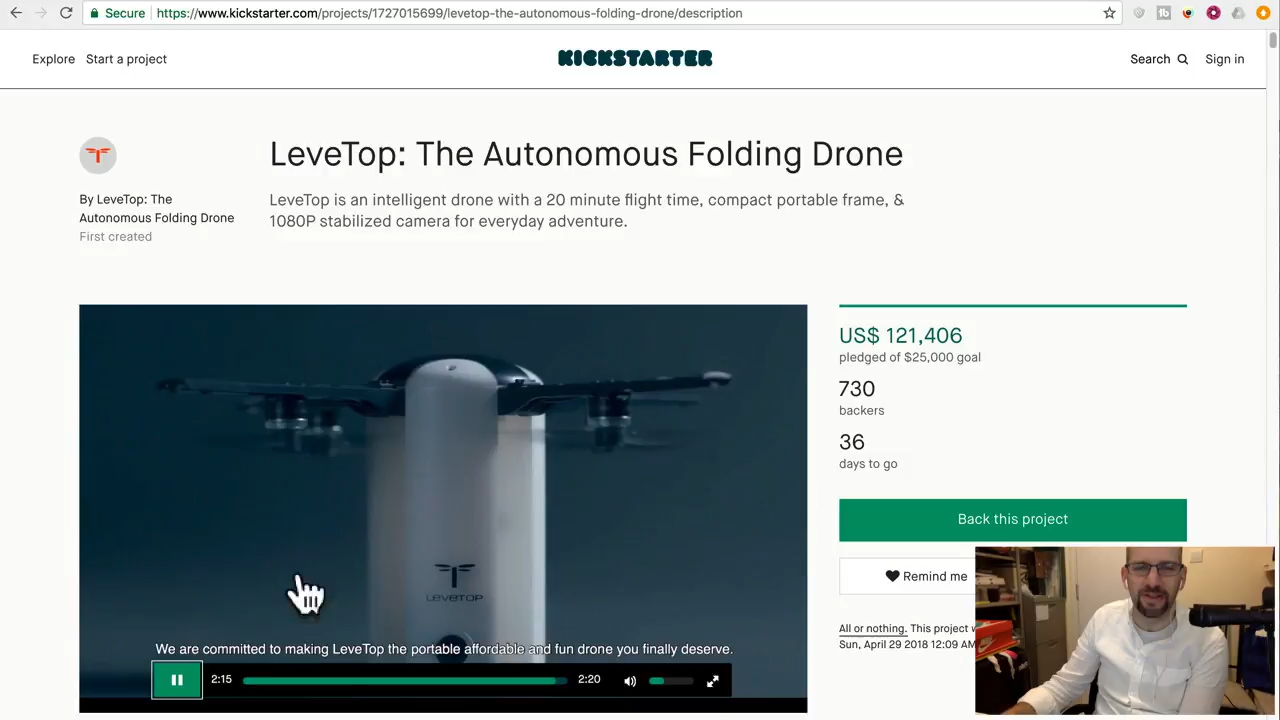 Secure
https://www.kickstarter.com/projects/1727015699/levetop-the-autonomous-folding-drone/description
Explore Start a project
KICKSTARTER
Search
Sign in
By LeveTop: The
Autonomous Folding Drone
First created
LeveTop: The Autonomous Folding Drone
LeveTop is an intelligent drone with a 20 minute flight time, compact portable frame, &
1080P stabilized camera for everyday adventure.
LEVETOP
We are committed to making LeveTop the portable affordable and fun drone you finally deserve.
2:15
2:20
US$ 121,406
pledged of $25,000 goal
730
backers
36
days to go
Back this project
Remind me
All or nothing. This project
Sun, April 29 2018 12:09 AM